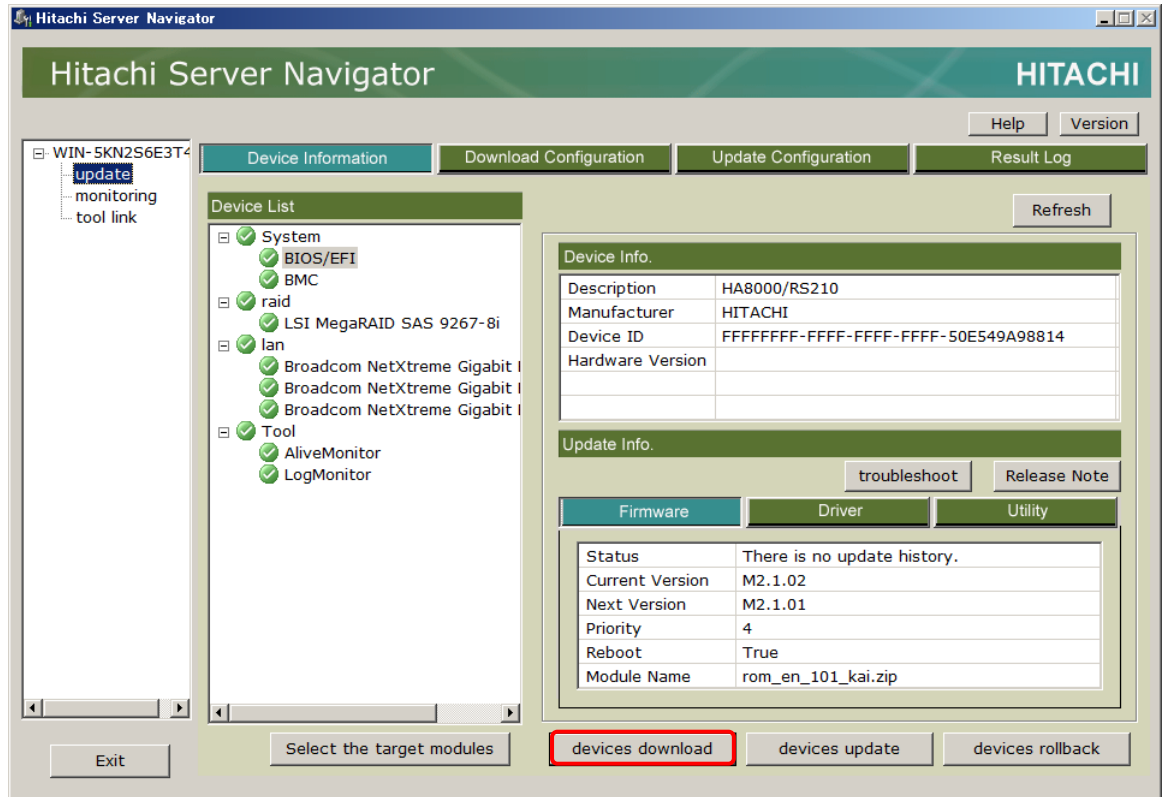 Hitachi Server Navigator
Hitachi Server Navigator
HITACHI
Help
Version
WIN-5KN2S6E3T4
update
monitoring
tool link
Device Information
Download Configuration
Update Configuration
Result Log
Device List
Refresh
System
BIOS/EFI
BMC
raid
LSI MegaRAID SAS 9267-8i
lan
Broadcom NetXtreme Gigabit
Broadcom NetXtreme Gigabit
Broadcom NetXtreme Gigabit
Tool
AliveMonitor
LogMonitor
Device Info.
Description HA8000/RS210
Manufacturer HITACHI
Device ID FFFFFFFF-FFFF-FFFF-FFFF-50E549A98814
Hardware Version
Update Info.
troubleshoot
Release Note
Firmware
Driver
Utility
Status There is no update history.
Current Version M2.1.02
Next Version M2.1.01
Priority 4
Reboot True
Module Name rom_en_101_kai.zip
Exit
Select the target modules
devices download
devices update
devices rollback